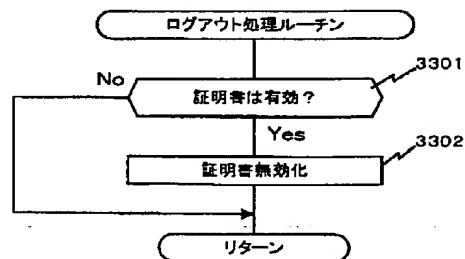 ログアウト処理ルーチン
3301
No
証明書は有効?
Yes
3302
証明書無効化
リターン